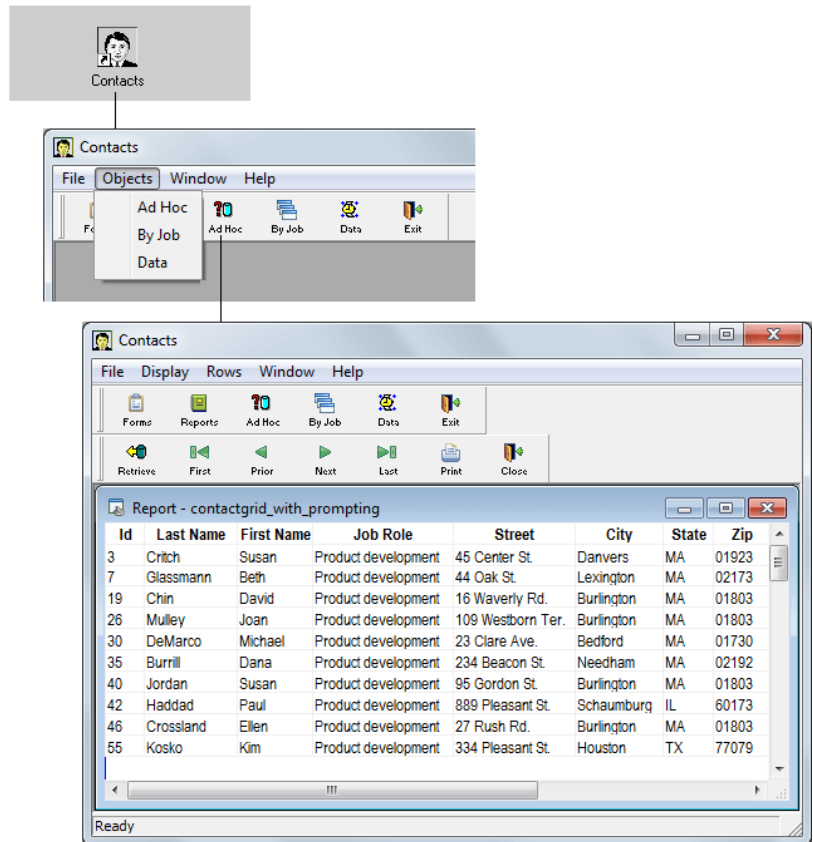 Contacts
Contacts
File Objects Window Help
Ad Hoc
By Job
Data
Ad Hoc By Job Data Exit
Contacts
File Display Rows Window Help
Forms Reports Ad Hoc By Job Data Exit
Retrieve First Prior Next Last Print Close
Report - contactgrid_with_prompting
Id Last Name First Name Job Role Street City State Zip
3 Critch Susan Product development 45 Center St. Danvers MA 01923
7 Glassmann Beth Product development 44 Oak St. Lexington MA 02173
19 Chin David Product development 16 Waverly Rd. Burlington MA 01803
26 Mulley Joan Product development 109 Westborn Ter. Burlington MA 01803
30 DeMarco Michael Product development 23 Clare Ave. Bedford MA 01730
35 Burrill Dana Product development 234 Beacon St. Needham MA 02192
40 Jordan Susan Product development 95 Gordon St. Burlington MA 01803
42 Haddad Paul Product development 889 Pleasant St. Schaumburg IL 60173
46 Crossland Ellen Product development 27 Rush Rd. Burlington MA 01803
55 Kosko Kim Product development 334 Pleasant St. Houston TX 77079
Ready